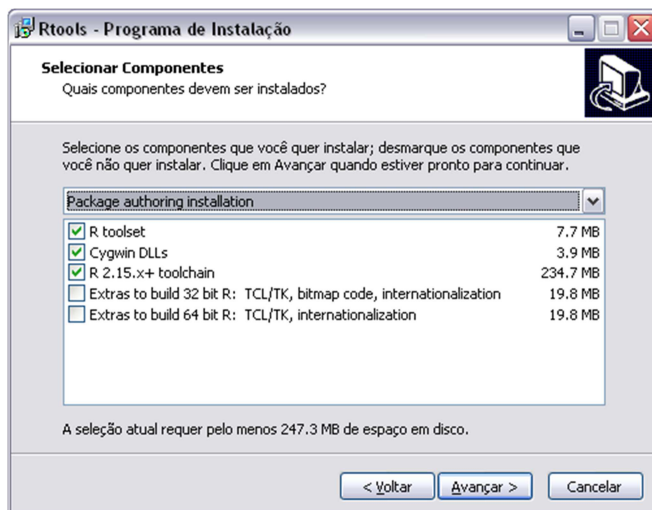 Rtools - Programa de Instalação
Selecionar Componentes
Quais componentes devem ser instalados?
Selecione os componentes que você quer instalar; desmarque os componentes que
você não quer instalar. Clique em Avançar quando estiver pronto para continuar.
Package authoring installation
R toolset 7.7 MB
Cygwin DLLs 3.9 MB
R 2.15.x+ toolchain 234.7 MB
Extras to build 32 bit R: TCL/TK, bitmap code, internationalization 19.8 MB
Extras to build 64 bit R: TCL/TK, internationalization 19.8 MB
A seleção atual requer pelo menos 247.3 MB de espaço em disco.
< Voltar Avançar > Cancelar